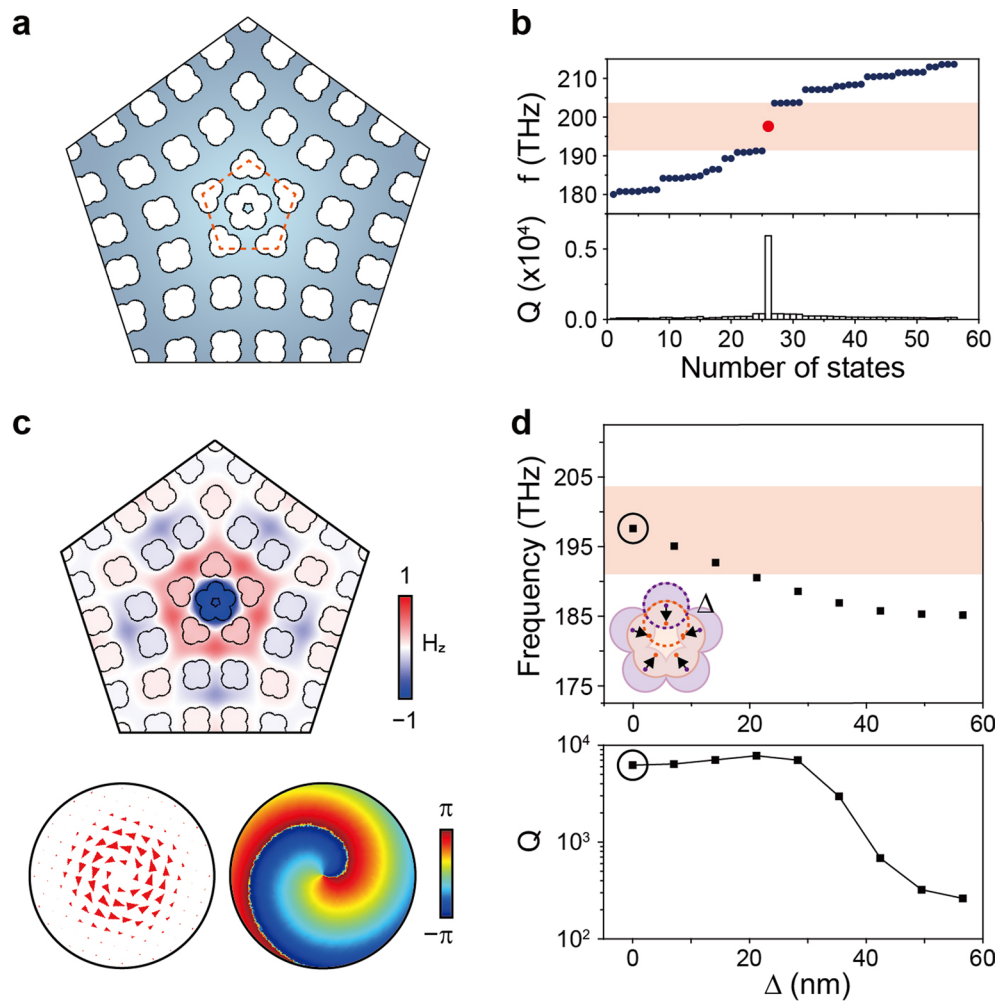 a
b
210
200
190
180
f (THz)
0.5
0.0
Q (x10⁴)
0 10 20 30 40 50 60
Number of states
c
1
H_z
−1
π
−π
d
205
195
185
175
Frequency (THz)
Δ
0 20 40 60
10⁴
10³
10²
Q
0 20 40 60
Δ (nm)